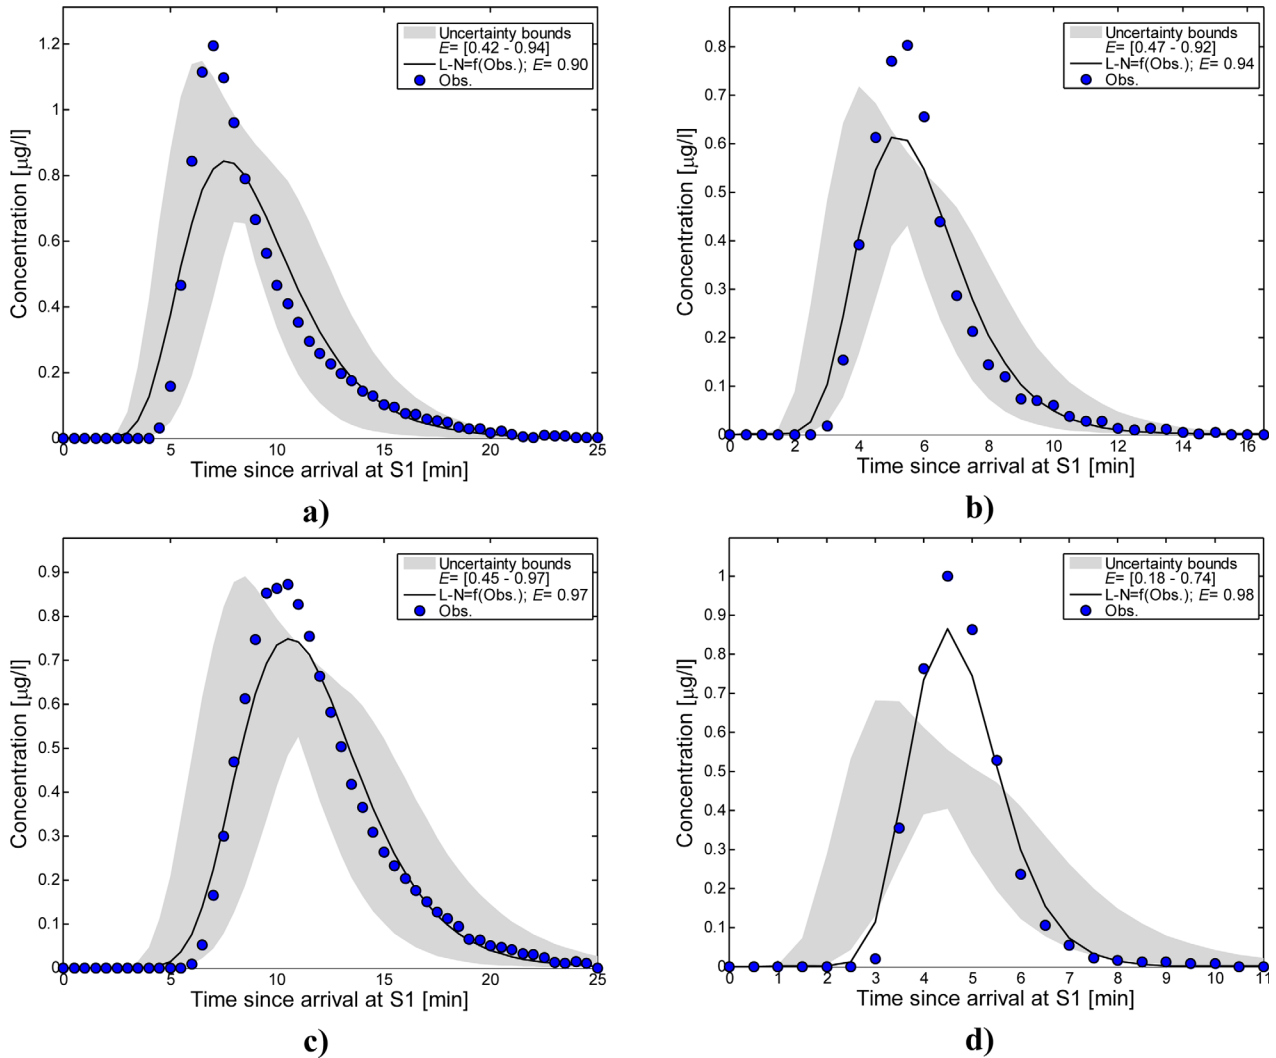 Uncertainty bounds
E= [0.42 - 0.94]
L-N=f(Obs.); E= 0.90
Obs.
1.2
1
0.8
0.6
0.4
0.2
0
Concentration [µg/l]
0 5 10 15 20 25
Time since arrival at S1 [min]
a)
Uncertainty bounds
E= [0.47 - 0.92]
L-N=f(Obs.); E= 0.94
Obs.
0.8
0.7
0.6
0.5
0.4
0.3
0.2
0.1
0
Concentration [µg/l]
0 2 4 6 8 10 12 14 16
Time since arrival at S1 [min]
b)
Uncertainty bounds
E= [0.45 - 0.97]
L-N=f(Obs.); E= 0.97
Obs.
0.9
0.8
0.7
0.6
0.5
0.4
0.3
0.2
0.1
0
Concentration [µg/l]
0 5 10 15 20 25
Time since arrival at S1 [min]
c)
Uncertainty bounds
E= [0.18 - 0.74]
L-N=f(Obs.); E= 0.98
Obs.
1
0.9
0.8
0.7
0.6
0.5
0.4
0.3
0.2
0.1
0
Concentration [µg/l]
0 1 2 3 4 5 6 7 8 9 10 11
Time since arrival at S1 [min]
d)